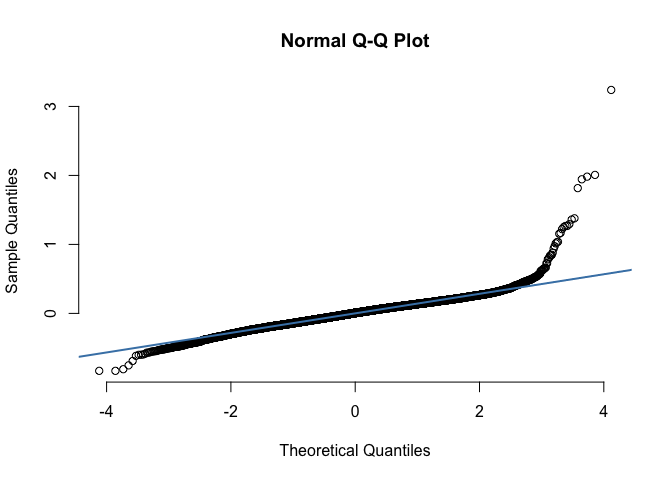 Normal Q-Q Plot
3
2
1
0
Sample Quantiles
-4 -2 0 2 4
Theoretical Quantiles